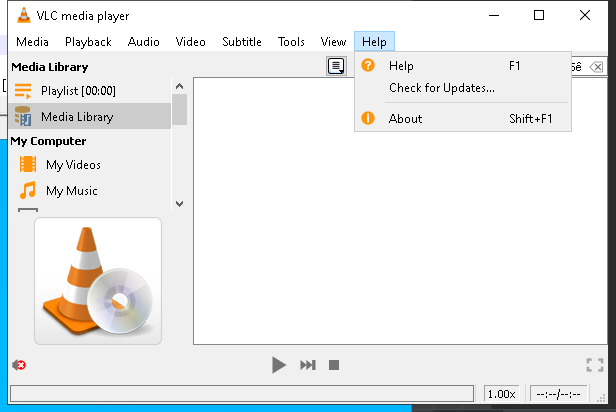 VLC media player
Media Playback Audio Video Subtitle Tools View Help
Media Library
Playlist [00:00]
Media Library
My Computer
My Videos
My Music
Help F1
Check for Updates...
About Shift+F1
1.00x --:--/--:--